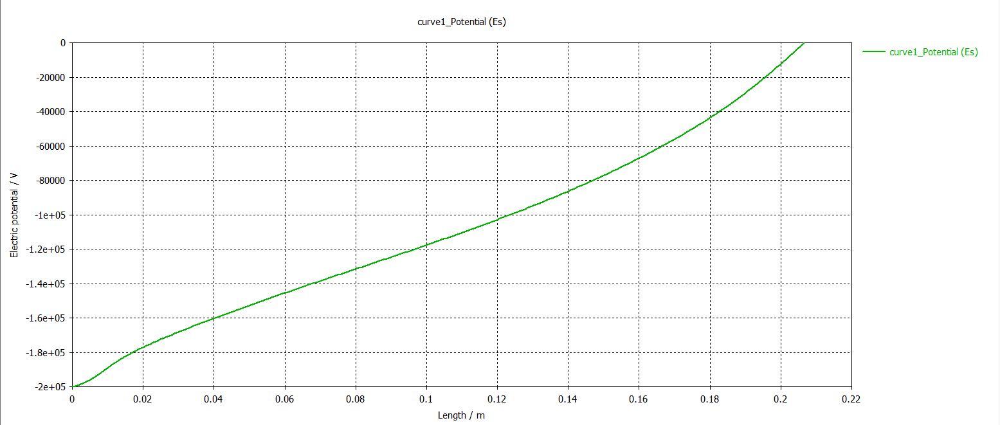 curve1_Potential (Es)
curve1_Potential (Es)
Electric potential / V
0
-20000
-40000
-60000
-80000
-1e+05
-1.2e+05
-1.4e+05
-1.6e+05
-1.8e+05
-2e+05
0 0.02 0.04 0.06 0.08 0.1 0.12 0.14 0.16 0.18 0.2 0.22
Length / m